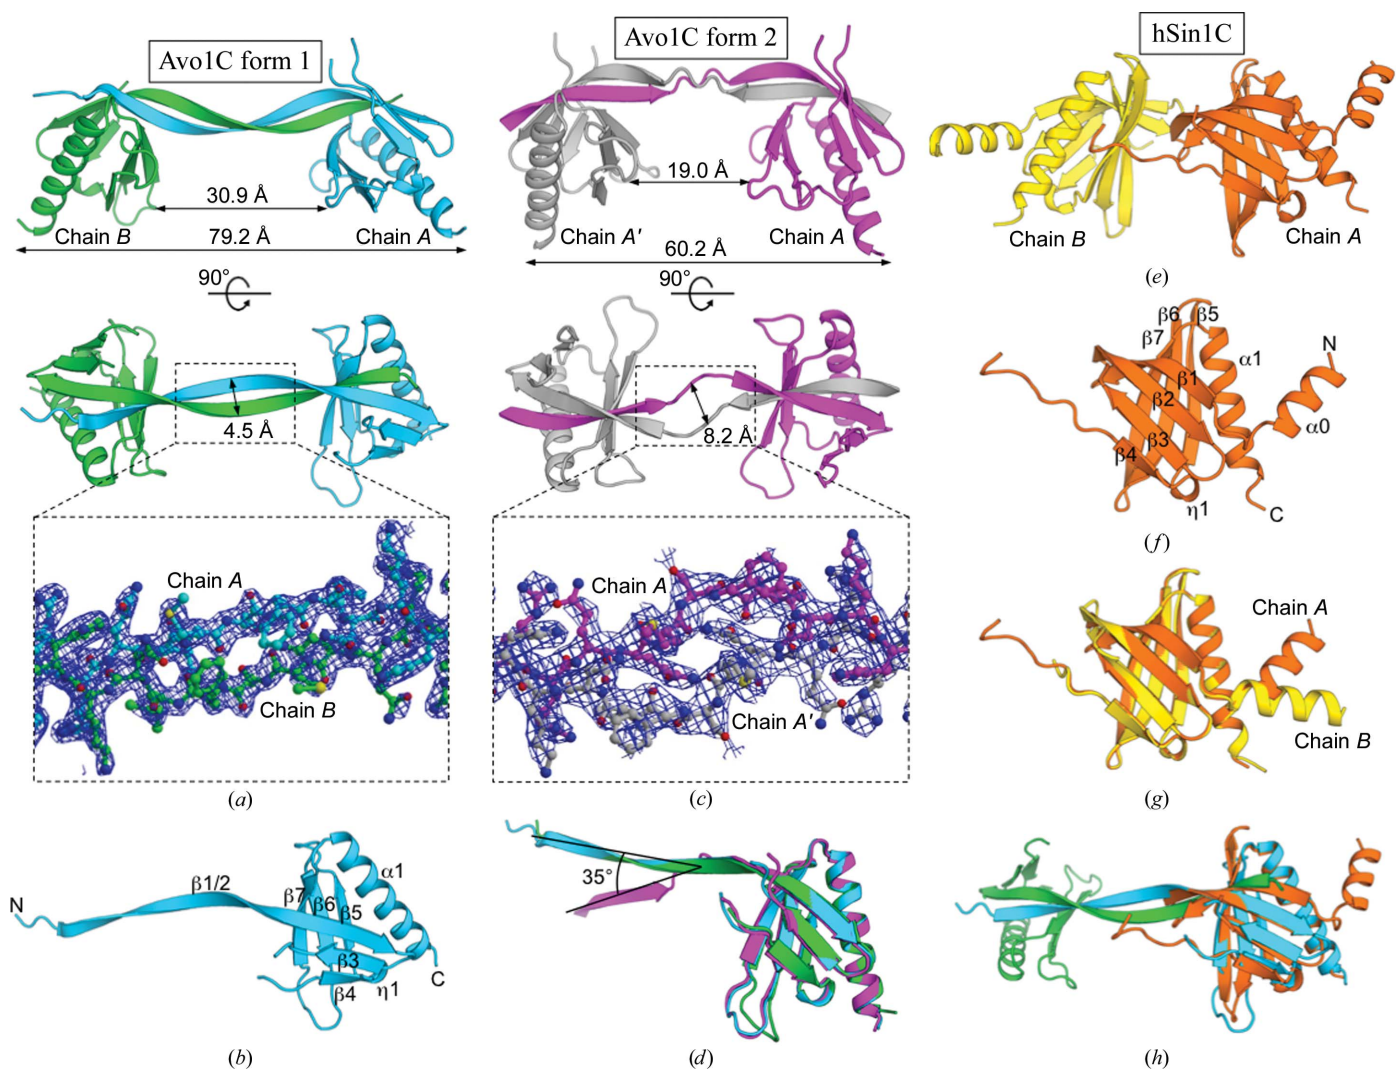 Avo1C form 1
30.9 Å
Chain B
Chain A
79.2 Å
90°
4.5 Å
Chain A
Chain B
(a)
N
β1/2
β7
β6
β5
α1
β3
β4
η1
C
(b)
Avo1C form 2
19.0 Å
Chain A′
Chain A
60.2 Å
90°
8.2 Å
Chain A
Chain A′
(c)
35°
(d)
hSin1C
Chain B
Chain A
(e)
β6
β5
β7
α1
N
β1
β2
β3
β4
α0
η1
C
(f)
Chain A
Chain B
(g)
(h)